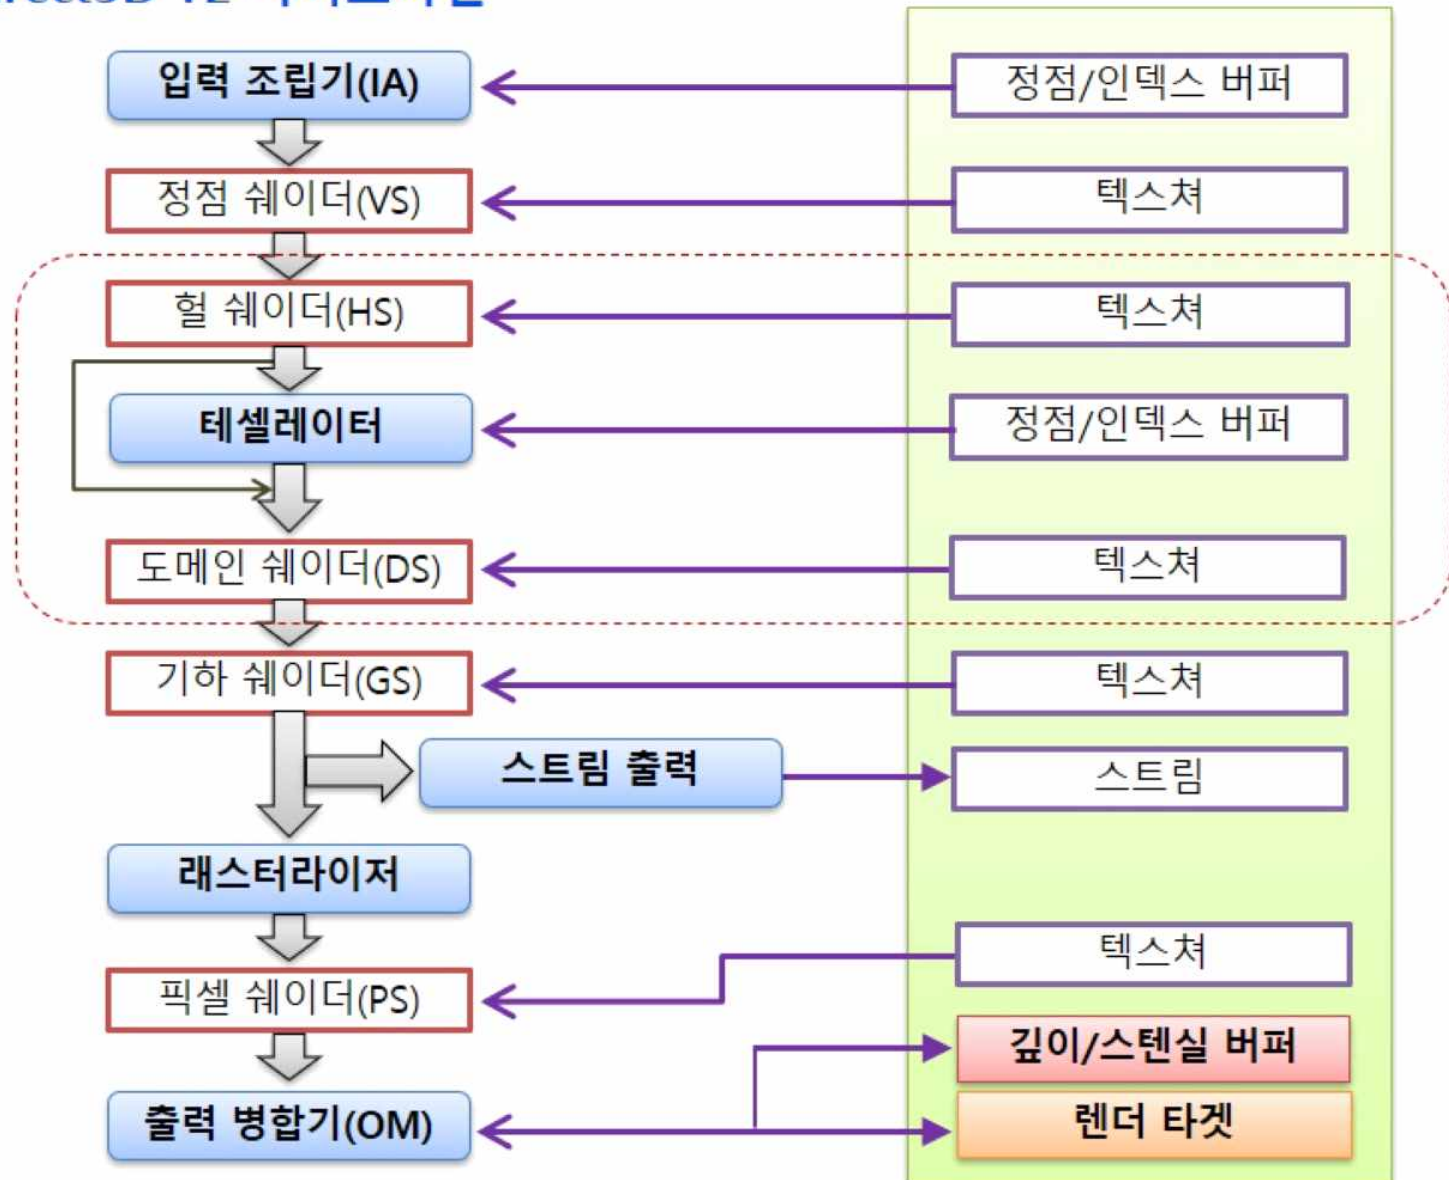 입력 조립기(IA)
정점/인덱스 버퍼
정점 쉐이더(VS)
텍스쳐
헐 쉐이더(HS)
텍스쳐
테셀레이터
정점/인덱스 버퍼
도메인 쉐이더(DS)
텍스쳐
기하 쉐이더(GS)
텍스쳐
스트림 출력
스트림
래스터라이저
텍스쳐
픽셀 쉐이더(PS)
깊이/스텐실 버퍼
출력 병합기(OM)
렌더 타겟